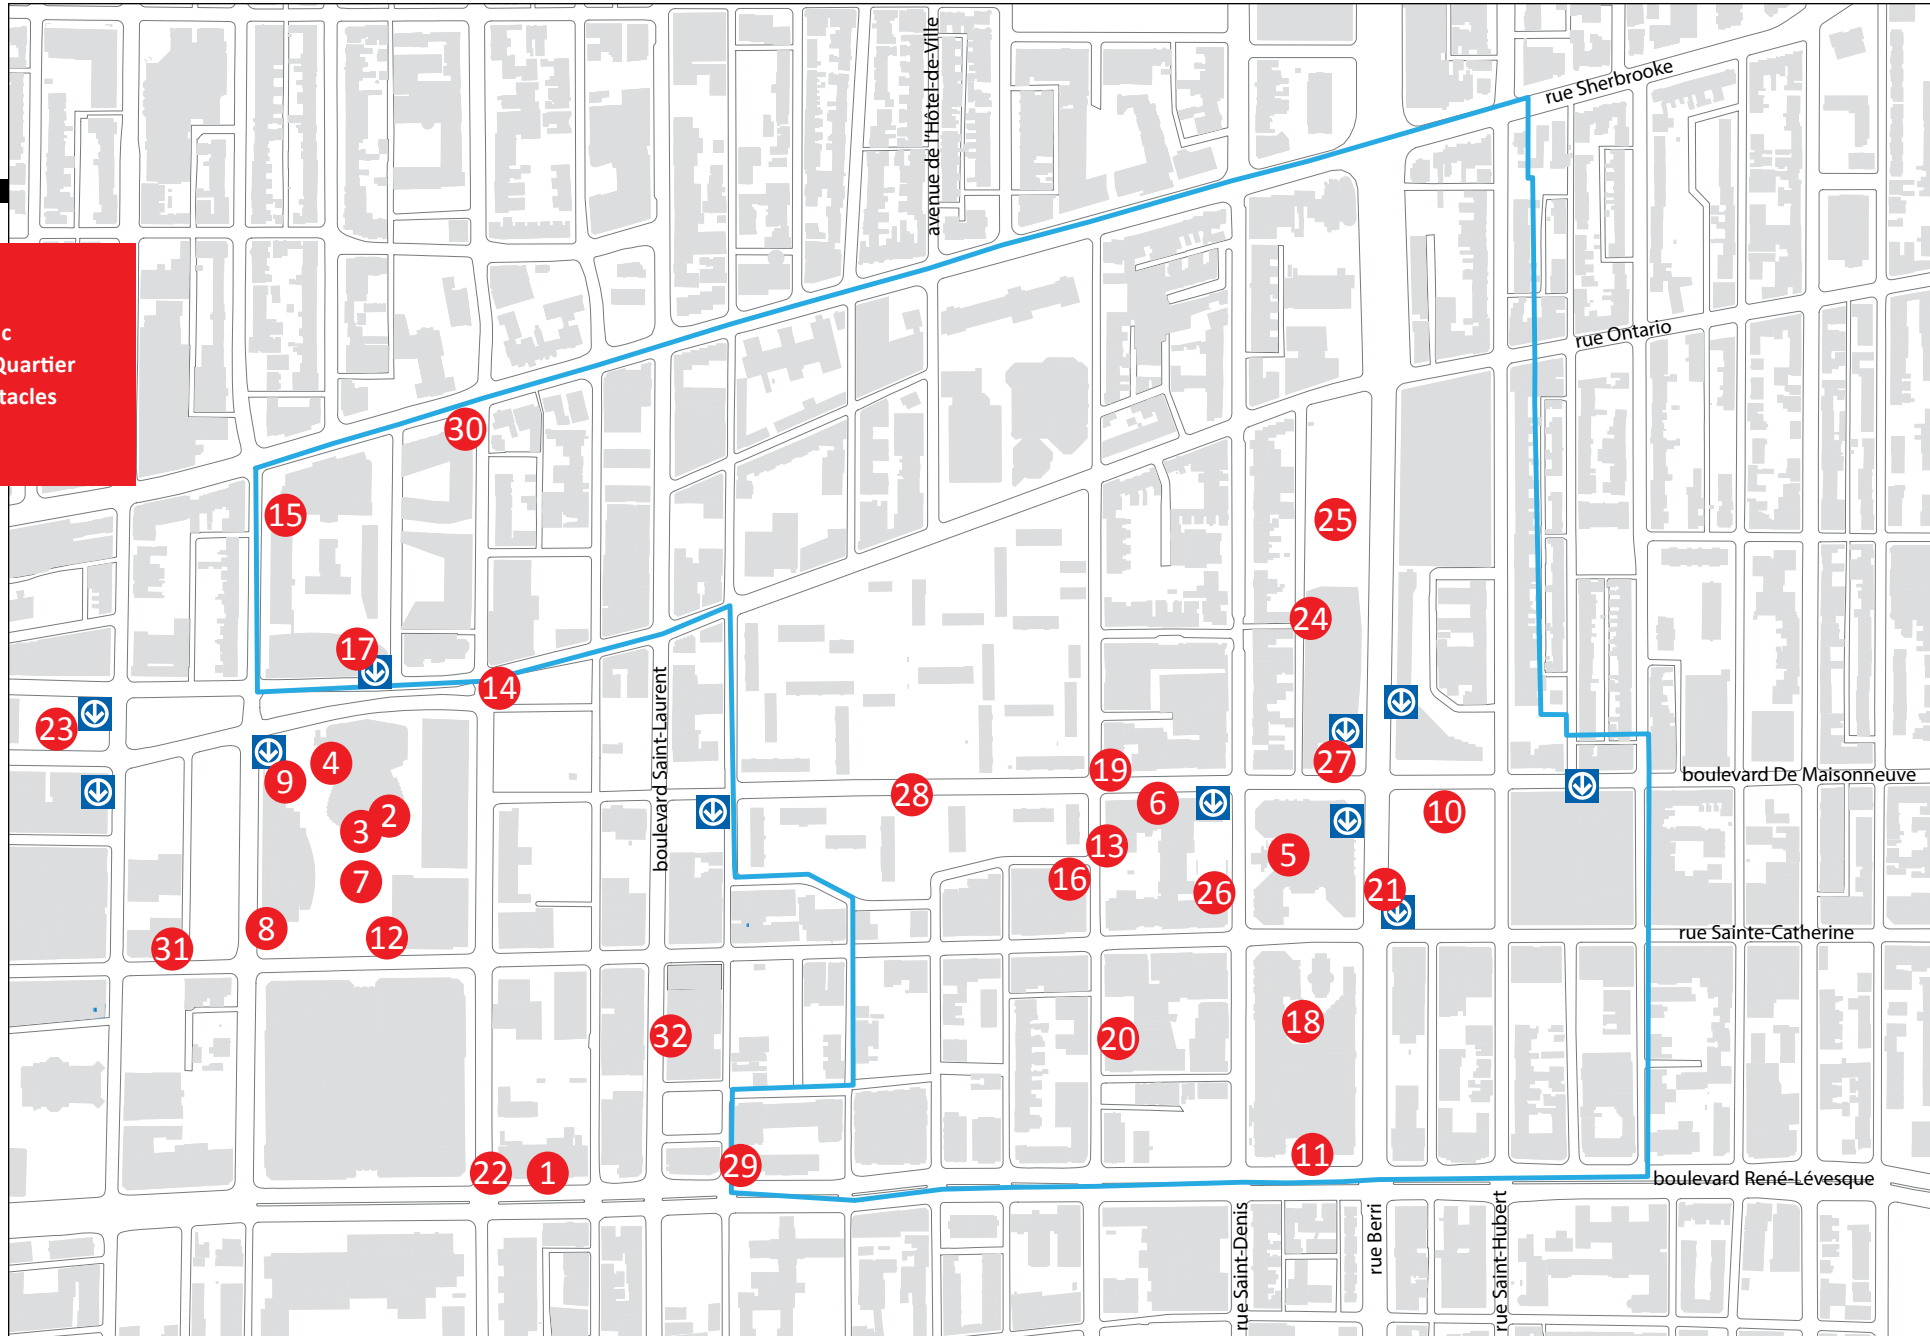 avenue de l'Hôtel-de-Ville
rue Sherbrooke
c
Quartier
tacles
rue Ontario
30
15
25
24
17
14
boulevard Saint-Laurent
23
9
4
2
3
7
8
12
31
28
19
6
13
16
26
5
27
10
21
boulevard De Maisonneuve
rue Sainte-Catherine
32
20
18
22
1
29
11
boulevard René-Lévesque
rue Saint-Denis
rue Berri
rue Saint-Hubert